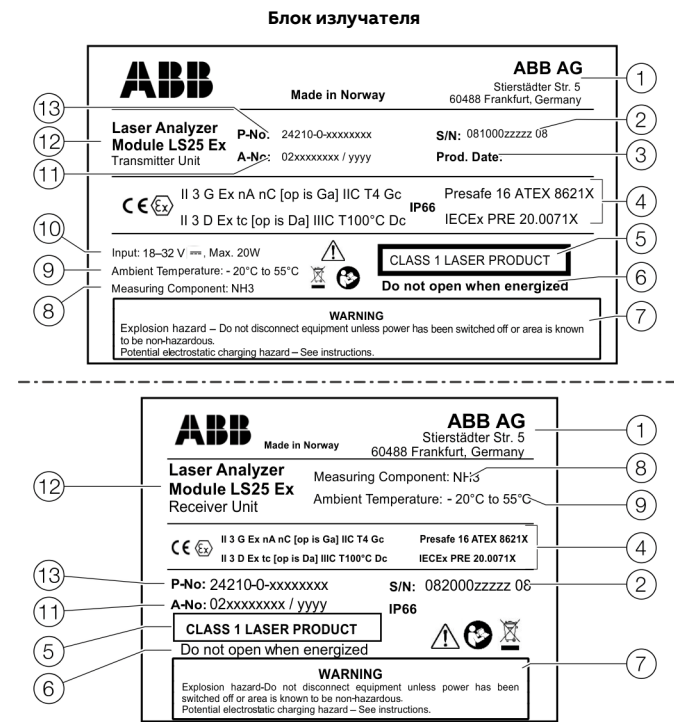 Блок излучателя
ABB
Made in Norway
ABB AG
Stierstädter Str. 5
60488 Frankfurt, Germany
1
13
12
11
Laser Analyzer
Module LS25 Ex
Transmitter Unit
P-No. 24210-0-xxxxxxxx
A-No: 02xxxxxxxx / yyyy
S/N: 081000zzzzz 08
Prod. Date.
2
3
CE Ex
II 3 G Ex nA nC [op is Ga] IIC T4 Gc
II 3 D Ex tc [op is Da] IIIC T100°C Dc
IP66
Presafe 16 ATEX 8621X
IECEx PRE 20.0071X
4
10
9
8
Input: 18–32 V, Max. 20W
Ambient Temperature: - 20°C to 55°C
Measuring Component: NH3
CLASS 1 LASER PRODUCT
Do not open when energized
5
6
WARNING
Explosion hazard – Do not disconnect equipment unless power has been switched off or area is known
to be non-hazardous.
Potential electrostatic charging hazard – See instructions.
7
ABB
Made in Norway
ABB AG
Stierstädter Str. 5
60488 Frankfurt, Germany
1
12
Laser Analyzer
Module LS25 Ex
Receiver Unit
Measuring Component: NH3
Ambient Temperature: - 20°C to 55°C
8
9
CE Ex
II 3 G Ex nA nC [op is Ga] IIC T4 Gc
II 3 D Ex tc [op is Da] IIIC T100°C Dc
Presafe 16 ATEX 8621X
IECEx PRE 20.0071X
4
13
11
P-No: 24210-0-xxxxxxxx
A-No: 02xxxxxxxx / yyyy
S/N: 082000zzzzz 08
IP66
2
5
6
CLASS 1 LASER PRODUCT
Do not open when energized
WARNING
Explosion hazard-Do not disconnect equipment unless power has been
switched off or area is known to be non-hazardous.
Potential electrostatic charging hazard – See instructions.
7